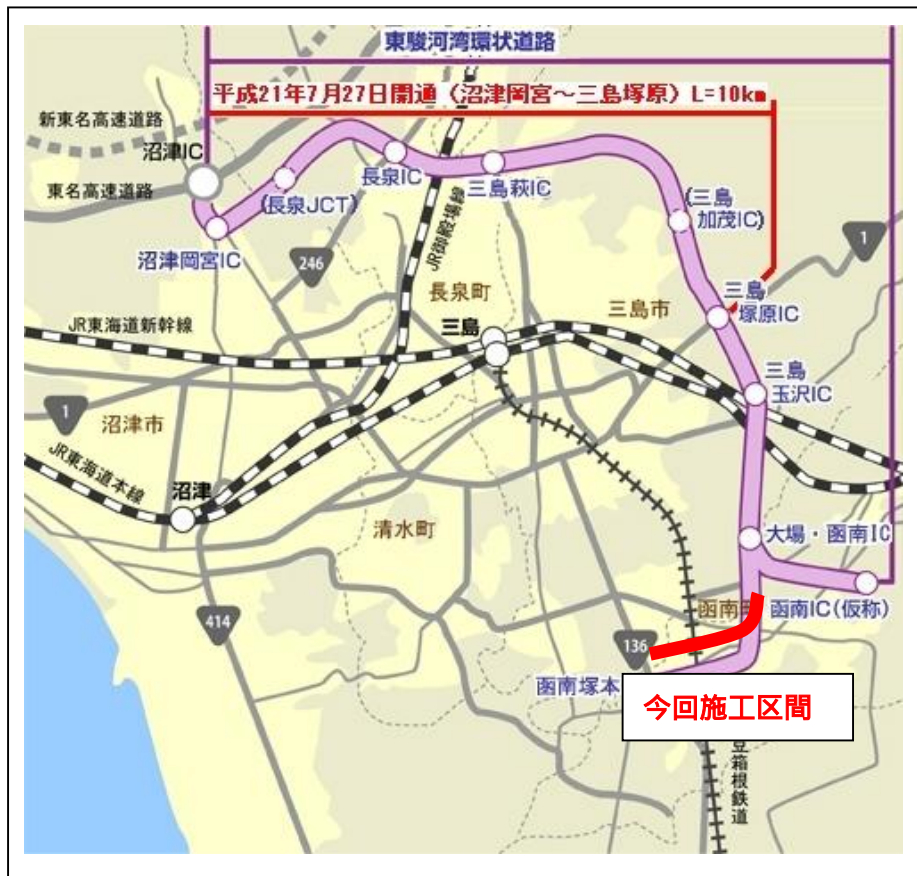 東駿河湾環状道路
平成21年7月27日開通（沼津岡宮～三島塚原）L=10km
新東名高速道路
沼津IC
東名高速道路
長泉IC
三島萩IC
(長泉JCT)
(三島
加茂IC)
沼津岡宮IC
246
JR御殿場線
1
長泉町
三島
塚原IC
三島市
JR東海道新幹線
三島
三島
玉沢IC
1
沼津市
JR東海道本線
沼津
清水町
大場・函南IC
函南
函南IC(仮称)
414
136
函南塚本
今回施工区間
豆箱根鉄道